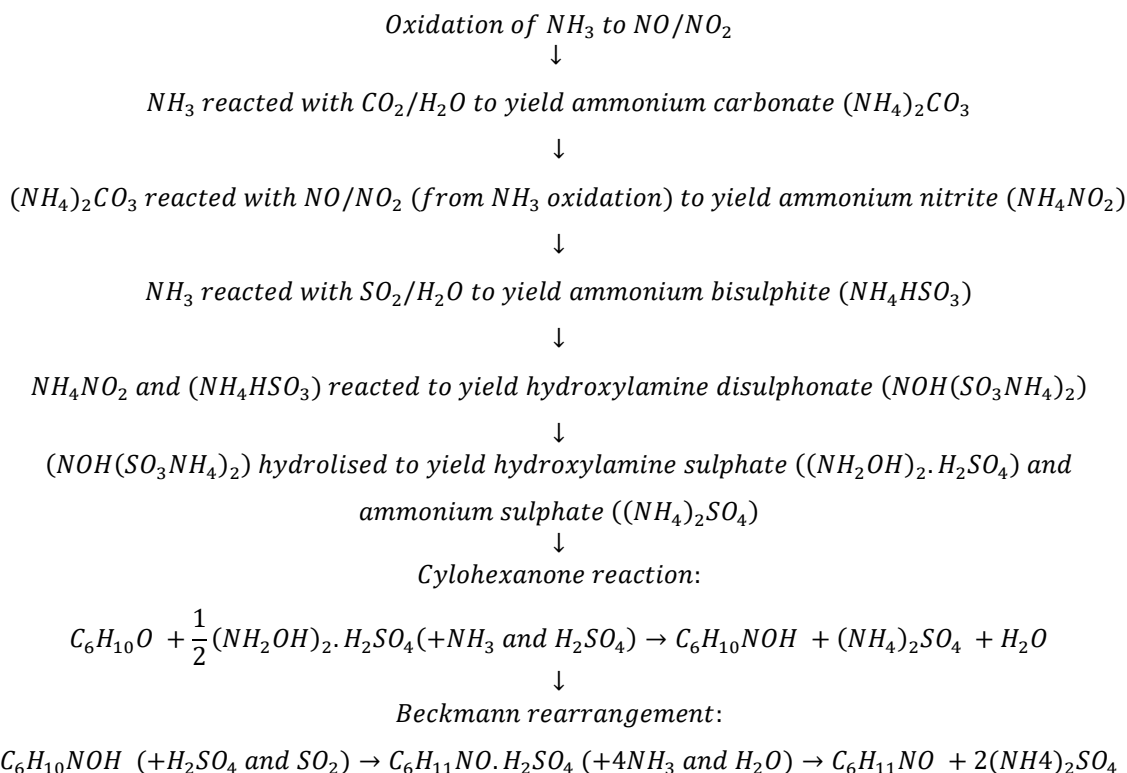 Oxidation of NH₃ to NO/NO₂
↓
NH₃ reacted with CO₂/H₂O to yield ammonium carbonate (NH₄)₂CO₃
↓
(NH₄)₂CO₃ reacted with NO/NO₂ (from NH₃ oxidation) to yield ammonium nitrite (NH₄NO₂)
↓
NH₃ reacted with SO₂/H₂O to yield ammonium bisulphite (NH₄HSO₃)
↓
NH₄NO₂ and (NH₄HSO₃) reacted to yield hydroxylamine disulphonate (NOH(SO₃NH₄)₂)
↓
(NOH(SO₃NH₄)₂) hydrolised to yield hydroxylamine sulphate ((NH₂OH)₂.H₂SO₄) and
ammonium sulphate ((NH₄)₂SO₄)
↓
Cylohexanone reaction:
C₆H₁₀O + 1/2 (NH₂OH)₂.H₂SO₄(+NH₃ and H₂SO₄) → C₆H₁₀NOH + (NH₄)₂SO₄ + H₂O
↓
Beckmann rearrangement:
C₆H₁₀NOH (+H₂SO₄ and SO₂) → C₆H₁₁NO.H₂SO₄ (+4NH₃ and H₂O) → C₆H₁₁NO + 2(NH4)₂SO₄